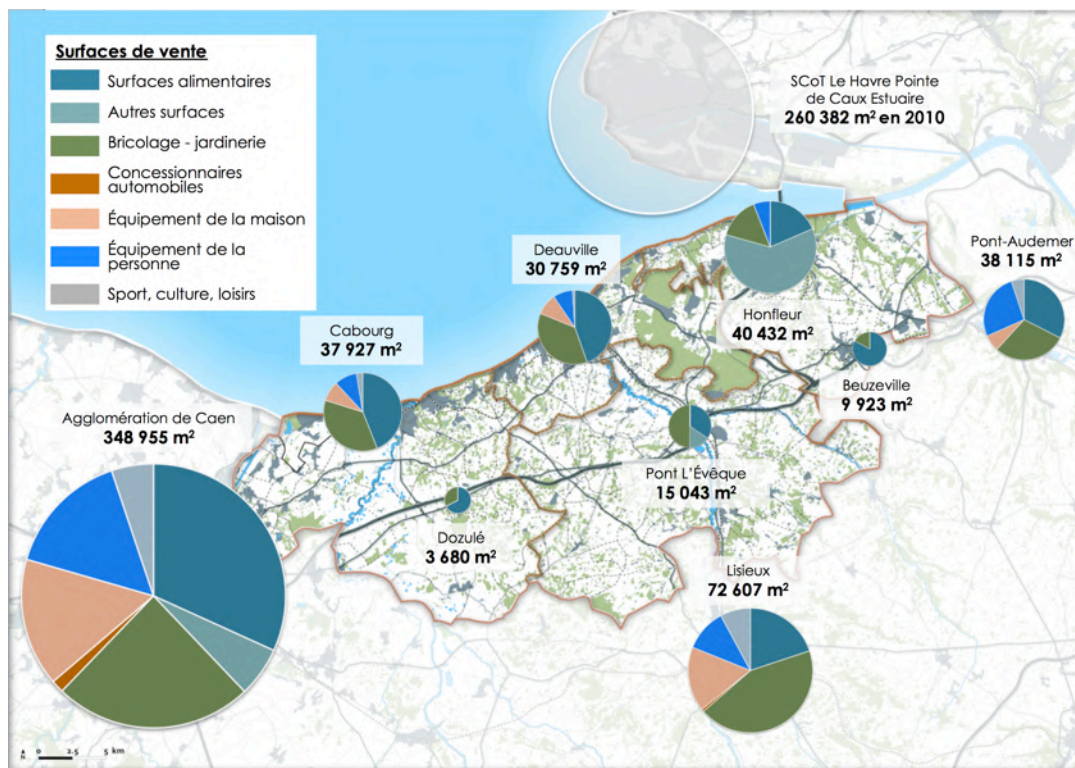 Surfaces de vente
Surfaces alimentaires
Autres surfaces
Bricolage - jardinerie
Concessionnaires
automobiles
Équipement de la maison
Équipement de la
personne
Sport, culture, loisirs
SCoT Le Havre Pointe
de Caux Estuaire
260 382 m² en 2010
Pont-Audemer
38 115 m²
Deauville
30 759 m²
Honfleur
40 432 m²
Cabourg
37 927 m²
Beuzeville
9 923 m²
Agglomération de Caen
348 955 m²
Pont L'Évêque
15 043 m²
Dozulé
3 680 m²
Lisieux
72 607 m²
N 0 2.5 5 km